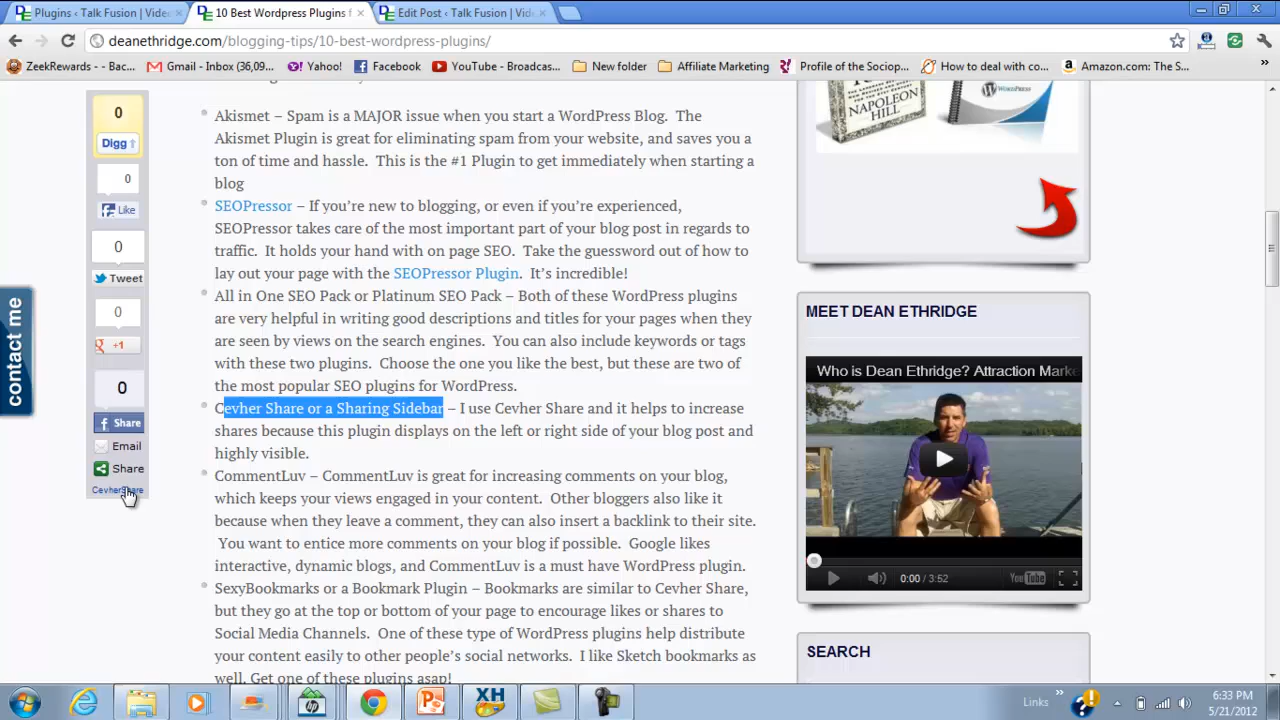 Plugins ‹ Talk Fusion | Vide
10 Best Wordpress Plugins f
Edit Post ‹ Talk Fusion | Vid
deanethridge.com/blogging-tips/10-best-wordpress-plugins/
ZeekRewards - - Bac...
Gmail - Inbox (36,09...
Yahoo!
Facebook
YouTube - Broadcas...
New folder
Affiliate Marketing
Profile of the Sociop...
How to deal with co...
Amazon.com: The S...
0
Digg
0
Like
0
Tweet
0
+1
0
Share
Email
Share
CevherShare
contact me
Akismet – Spam is a MAJOR issue when you start a WordPress Blog. The
Akismet Plugin is great for eliminating spam from your website, and saves you a
ton of time and hassle. This is the #1 Plugin to get immediately when starting a
blog
SEOPressor – If you're new to blogging, or even if you're experienced,
SEOPressor takes care of the most important part of your blog post in regards to
traffic. It holds your hand with on page SEO. Take the guessword out of how to
lay out your page with the SEOPressor Plugin. It's incredible!
All in One SEO Pack or Platinum SEO Pack – Both of these WordPress plugins
are very helpful in writing good descriptions and titles for your pages when they
are seen by views on the search engines. You can also include keywords or tags
with these two plugins. Choose the one you like the best, but these are two of
the most popular SEO plugins for WordPress.
Cevher Share or a Sharing Sidebar – I use Cevher Share and it helps to increase
shares because this plugin displays on the left or right side of your blog post and
highly visible.
CommentLuv – CommentLuv is great for increasing comments on your blog,
which keeps your views engaged in your content. Other bloggers also like it
because when they leave a comment, they can also insert a backlink to their site.
You want to entice more comments on your blog if possible. Google likes
interactive, dynamic blogs, and CommentLuv is a must have WordPress plugin.
SexyBookmarks or a Bookmark Plugin – Bookmarks are similar to Cevher Share,
but they go at the top or bottom of your page to encourage likes or shares to
Social Media Channels. One of these type of WordPress plugins help distribute
your content easily to other people's social networks. I like Sketch bookmarks as
well. Get one of these plugins asap!
NAPOLEON
HILL
WORDPRESS
MEET DEAN ETHRIDGE
Who is Dean Ethridge? Attraction Mark
0:00 / 3:52
YouTube
SEARCH
Links
6:33 PM
5/21/2012